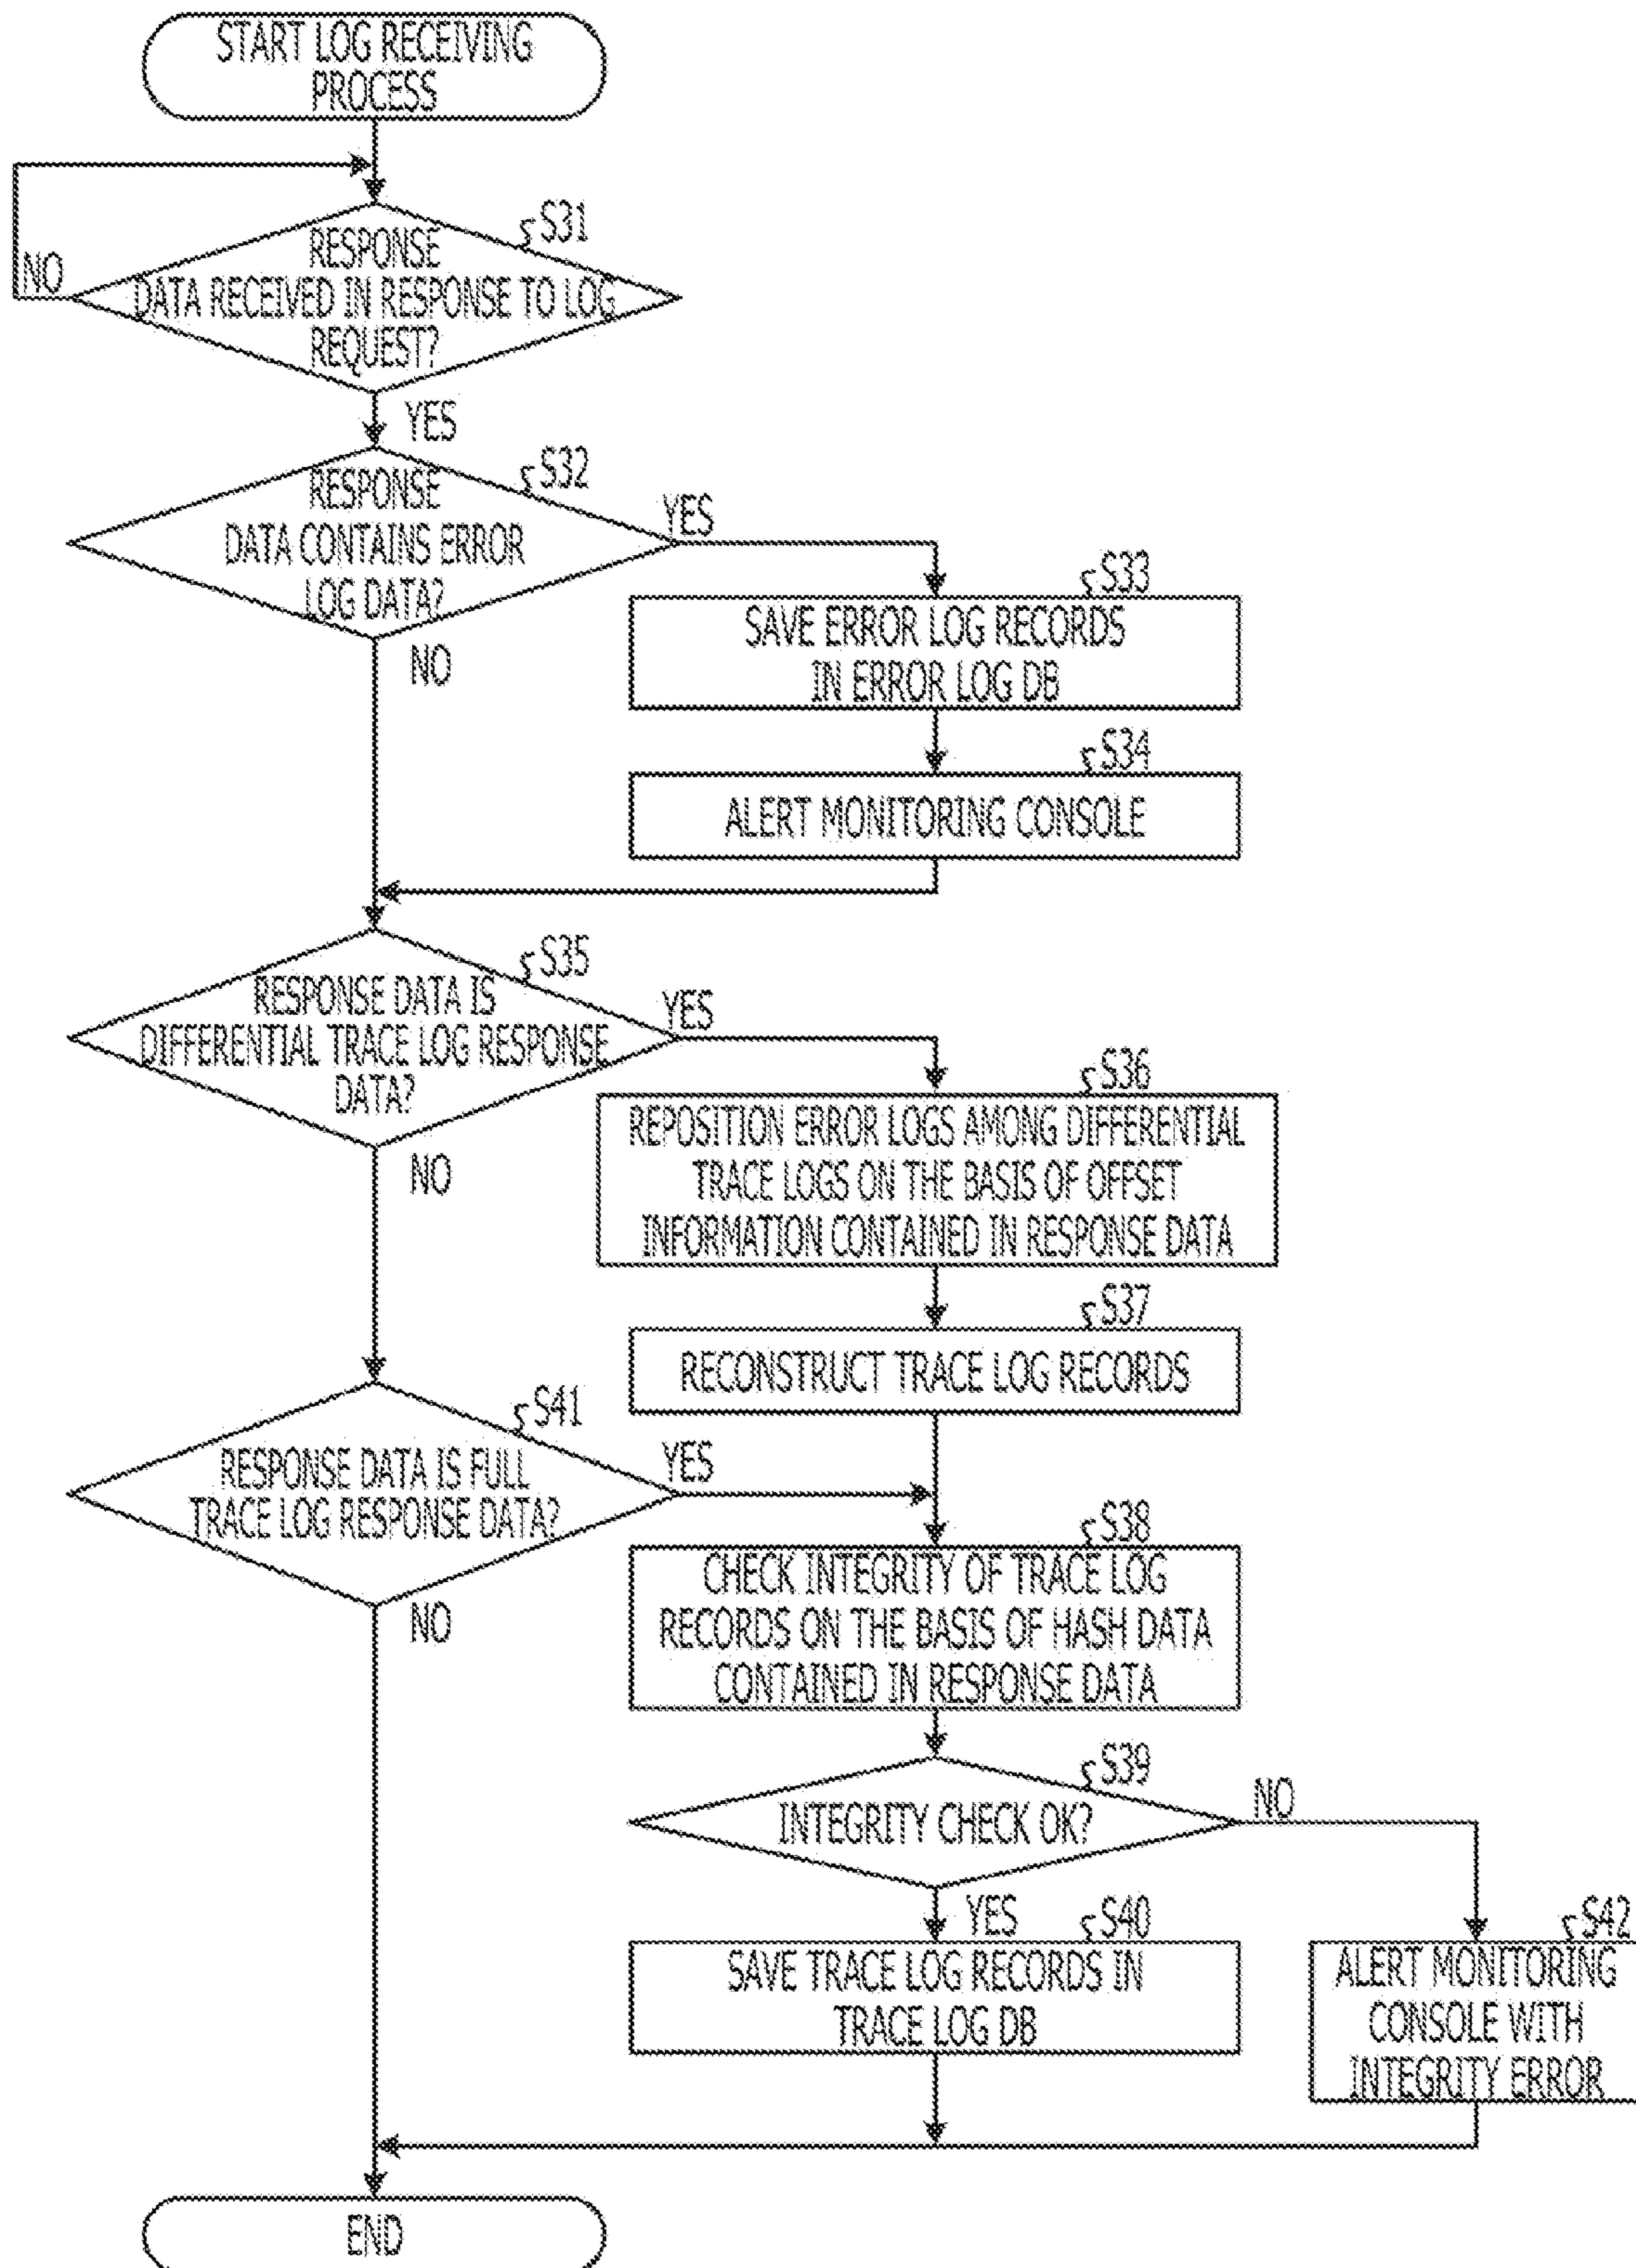 START LOG RECEIVING
PROCESS
S31
RESPONSE
DATA RECEIVED IN RESPONSE TO LOG
REQUEST?
NO
YES
S32
RESPONSE
DATA CONTAINS ERROR
LOG DATA?
YES
NO
S33
SAVE ERROR LOG RECORDS
IN ERROR LOG DB
S34
ALERT MONITORING CONSOLE
S35
RESPONSE DATA IS
DIFFERENTIAL TRACE LOG RESPONSE
DATA?
YES
NO
S36
REPOSITION ERROR LOGS AMONG DIFFERENTIAL
TRACE LOGS ON THE BASIS OF OFFSET
INFORMATION CONTAINED IN RESPONSE DATA
S37
RECONSTRUCT TRACE LOG RECORDS
S41
RESPONSE DATA IS FULL
TRACE LOG RESPONSE DATA?
YES
NO
S38
CHECK INTEGRITY OF TRACE LOG
RECORDS ON THE BASIS OF HASH DATA
CONTAINED IN RESPONSE DATA
S39
INTEGRITY CHECK OK?
NO
YES
S40
SAVE TRACE LOG RECORDS IN
TRACE LOG DB
S42
ALERT MONITORING
CONSOLE WITH
INTEGRITY ERROR
END